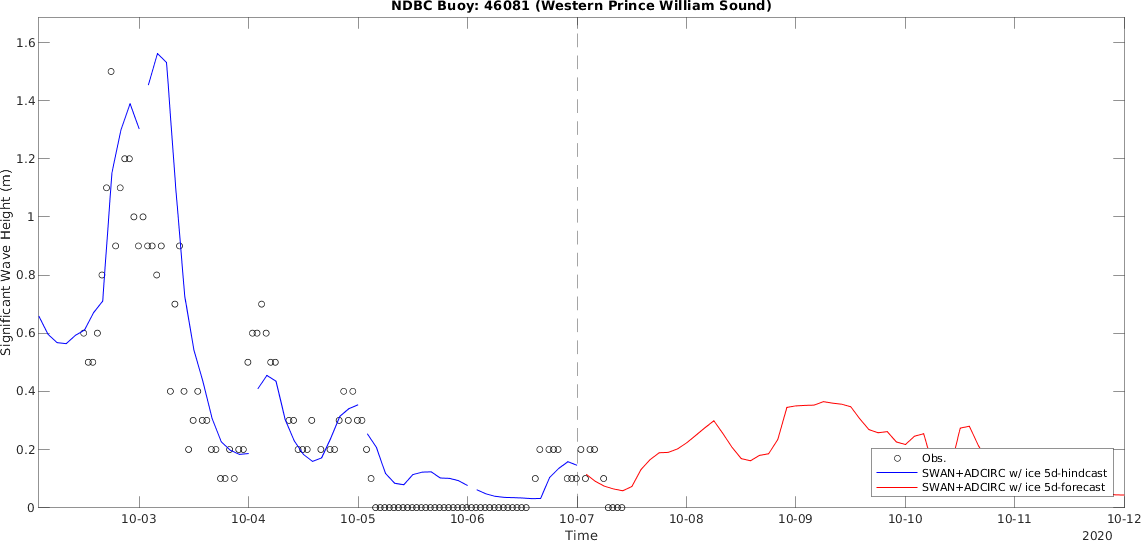 NDBC Buoy: 46081 (Western Prince William Sound)
Significant Wave Height (m)
1.6
1.4
1.2
1
0.8
0.6
0.4
0.2
0
Obs.
SWAN+ADCIRC w/ ice 5d-hindcast
SWAN+ADCIRC w/ ice 5d-forecast
10-03 10-04 10-05 10-06 10-07 10-08 10-09 10-10 10-11 10-12
Time
2020